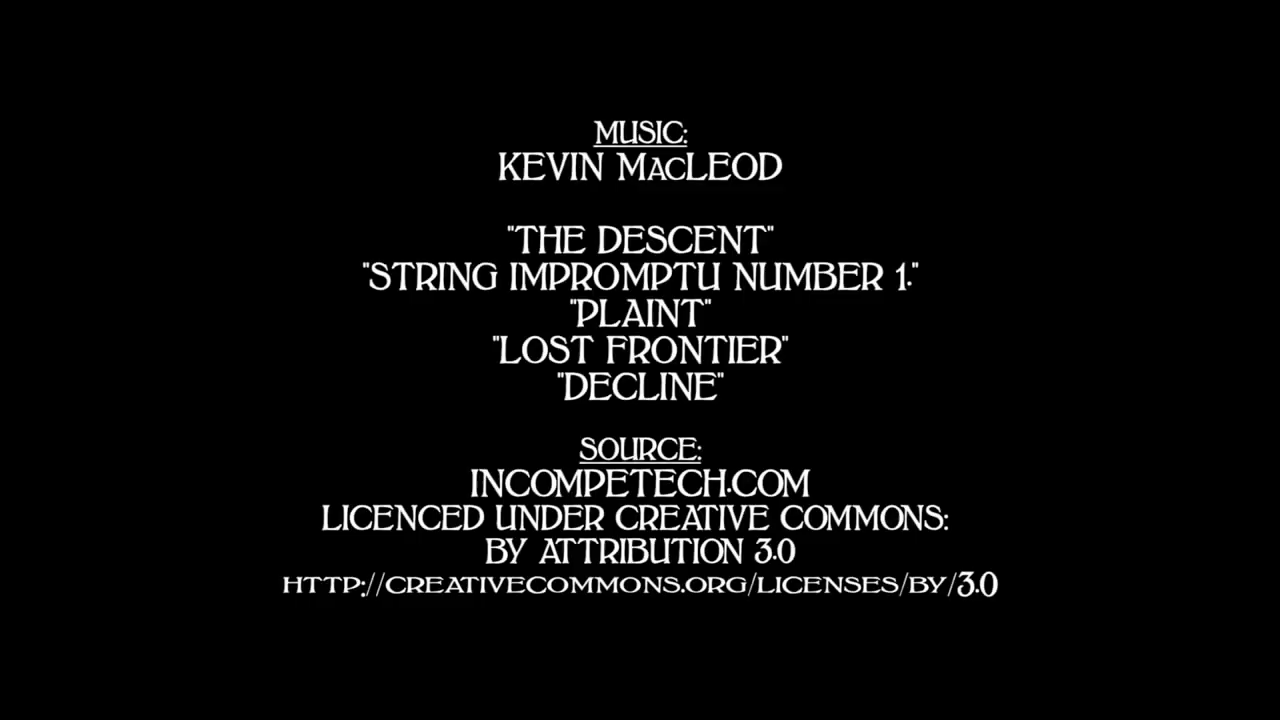 MUSIC:
KEVIN MacLEOD
"THE DESCENT"
"STRING IMPROMPTU NUMBER 1."
"PLAINT"
"LOST FRONTIER"
"DECLINE"
SOURCE:
INCOMPETECH.COM
LICENCED UNDER CREATIVE COMMONS:
BY ATTRIBUTION 3.0
HTTP://CREATIVECOMMONS.ORG/LICENSES/BY/3.0